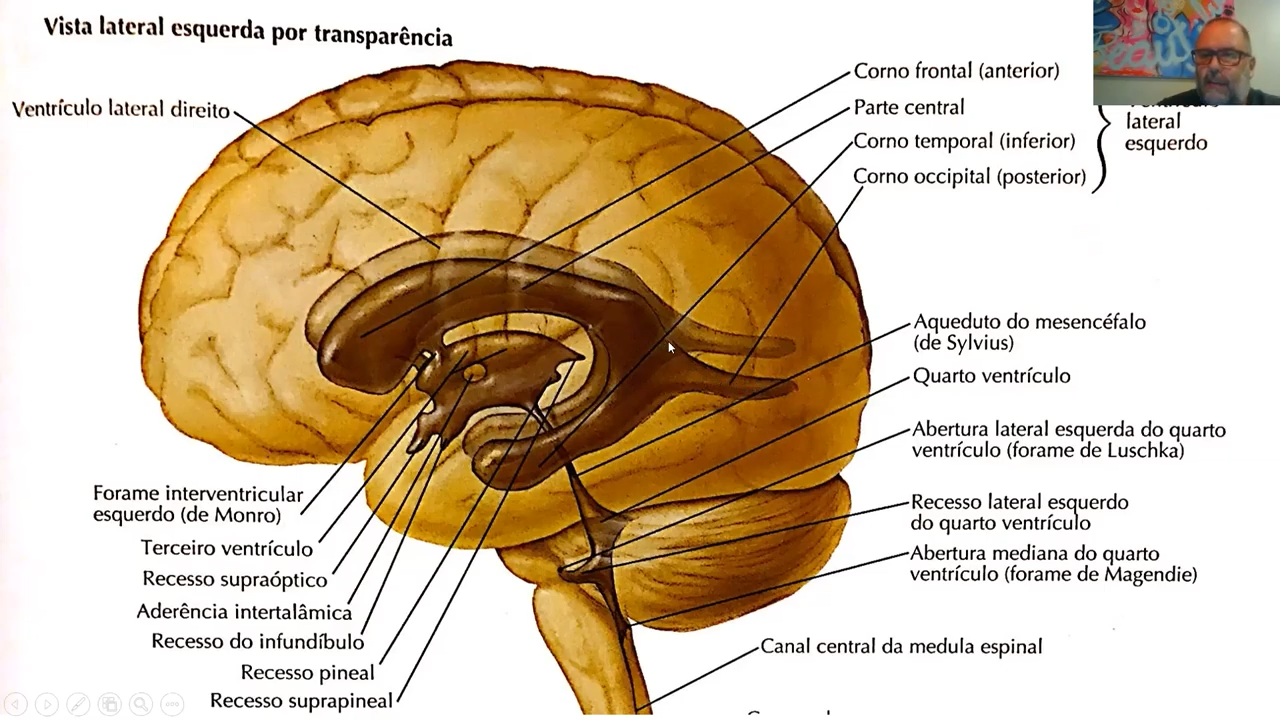 Vista lateral esquerda por transparência
Ventrículo lateral direito
Corno frontal (anterior)
Parte central
Corno temporal (inferior)
Corno occipital (posterior)
lateral
esquerdo
Aqueduto do mesencéfalo
(de Sylvius)
Quarto ventrículo
Abertura lateral esquerda do quarto
ventrículo (forame de Luschka)
Recesso lateral esquerdo
do quarto ventrículo
Abertura mediana do quarto
ventrículo (forame de Magendie)
Canal central da medula espinal
Forame interventricular
esquerdo (de Monro)
Terceiro ventrículo
Recesso supraóptico
Aderência intertalâmica
Recesso do infundíbulo
Recesso pineal
Recesso suprapineal